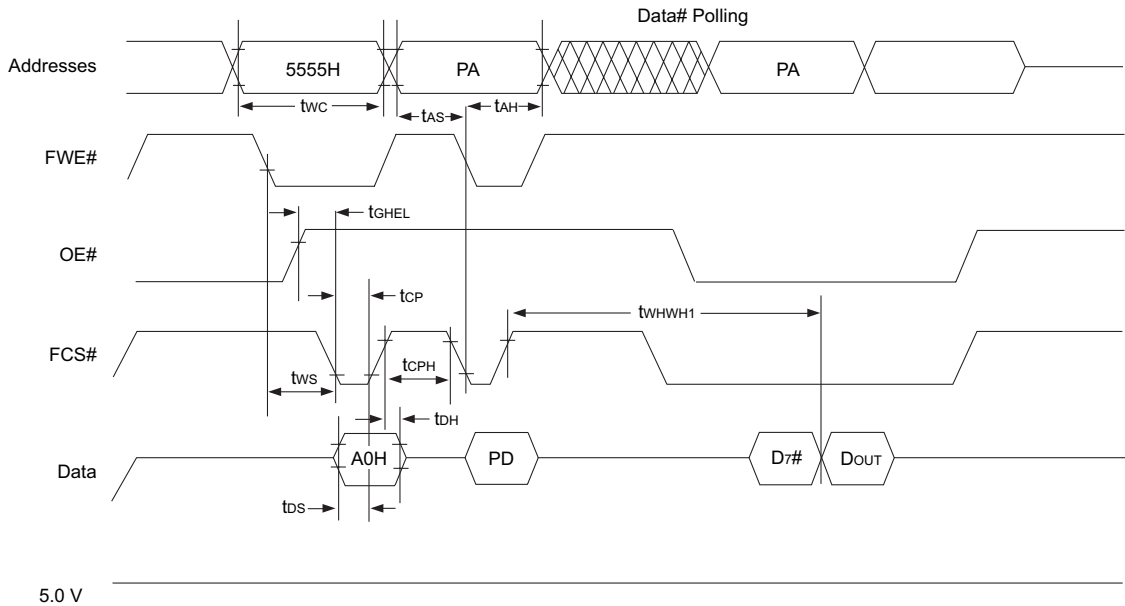 Data# Polling
Addresses
5555H
PA
PA
tWC
tAS
tAH
FWE#
tGHEL
OE#
tCP
tWHWH1
FCS#
tCPH
tWS
tDH
Data
A0H
PD
D7#
DOUT
tDS
5.0 V